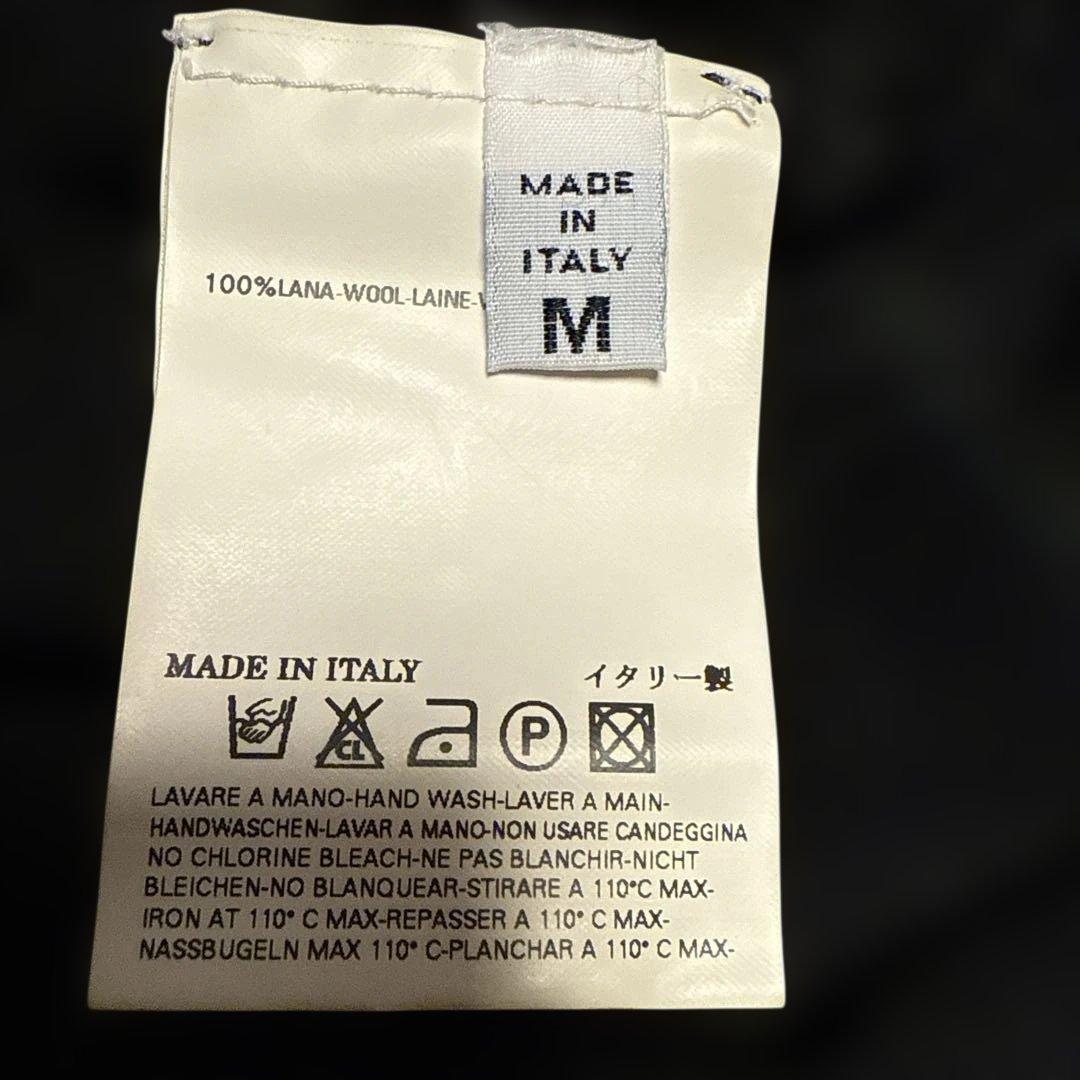 MADE
IN
ITALY
M
100%LANA-WOOL-LAINE-
MADE IN ITALY
イタリー製
CL
P
LAVARE A MANO-HAND WASH-LAVER A MAIN-
HANDWASCHEN-LAVAR A MANO-NON USARE CANDEGGINA
NO CHLORINE BLEACH-NE PAS BLANCHIR-NICHT
BLEICHEN-NO BLANQUEAR-STIRARE A 110°C MAX-
IRON AT 110° C MAX-REPASSER A 110° C MAX-
NASSBUGELN MAX 110° C-PLANCHAR A 110° C MAX-